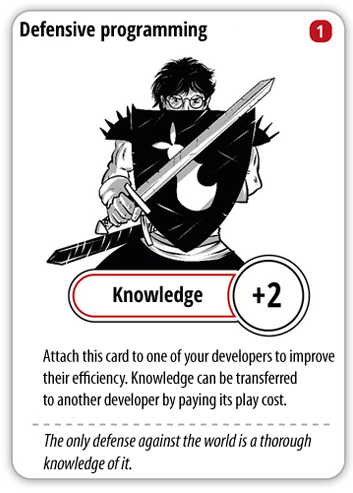 Defensive programming 1
Knowledge +2
Attach this card to one of your developers to improve
their efficiency. Knowledge can be transferred
to another developer by paying its play cost.
The only defense against the world is a thorough
knowledge of it.